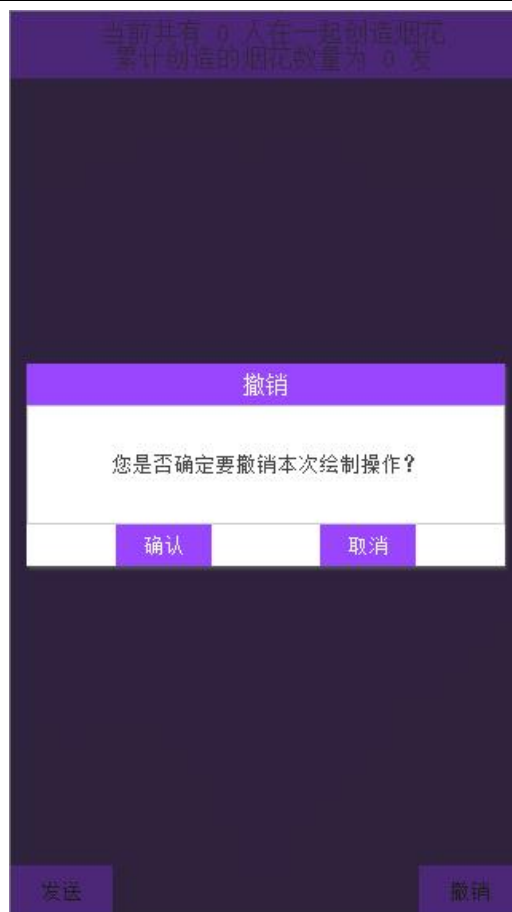 当前共有 0 人在一起创造烟花
累计创造的烟花数量为 0 发
撤销
您是否确定要撤销本次绘制操作？
确认 取消
发送 撤销